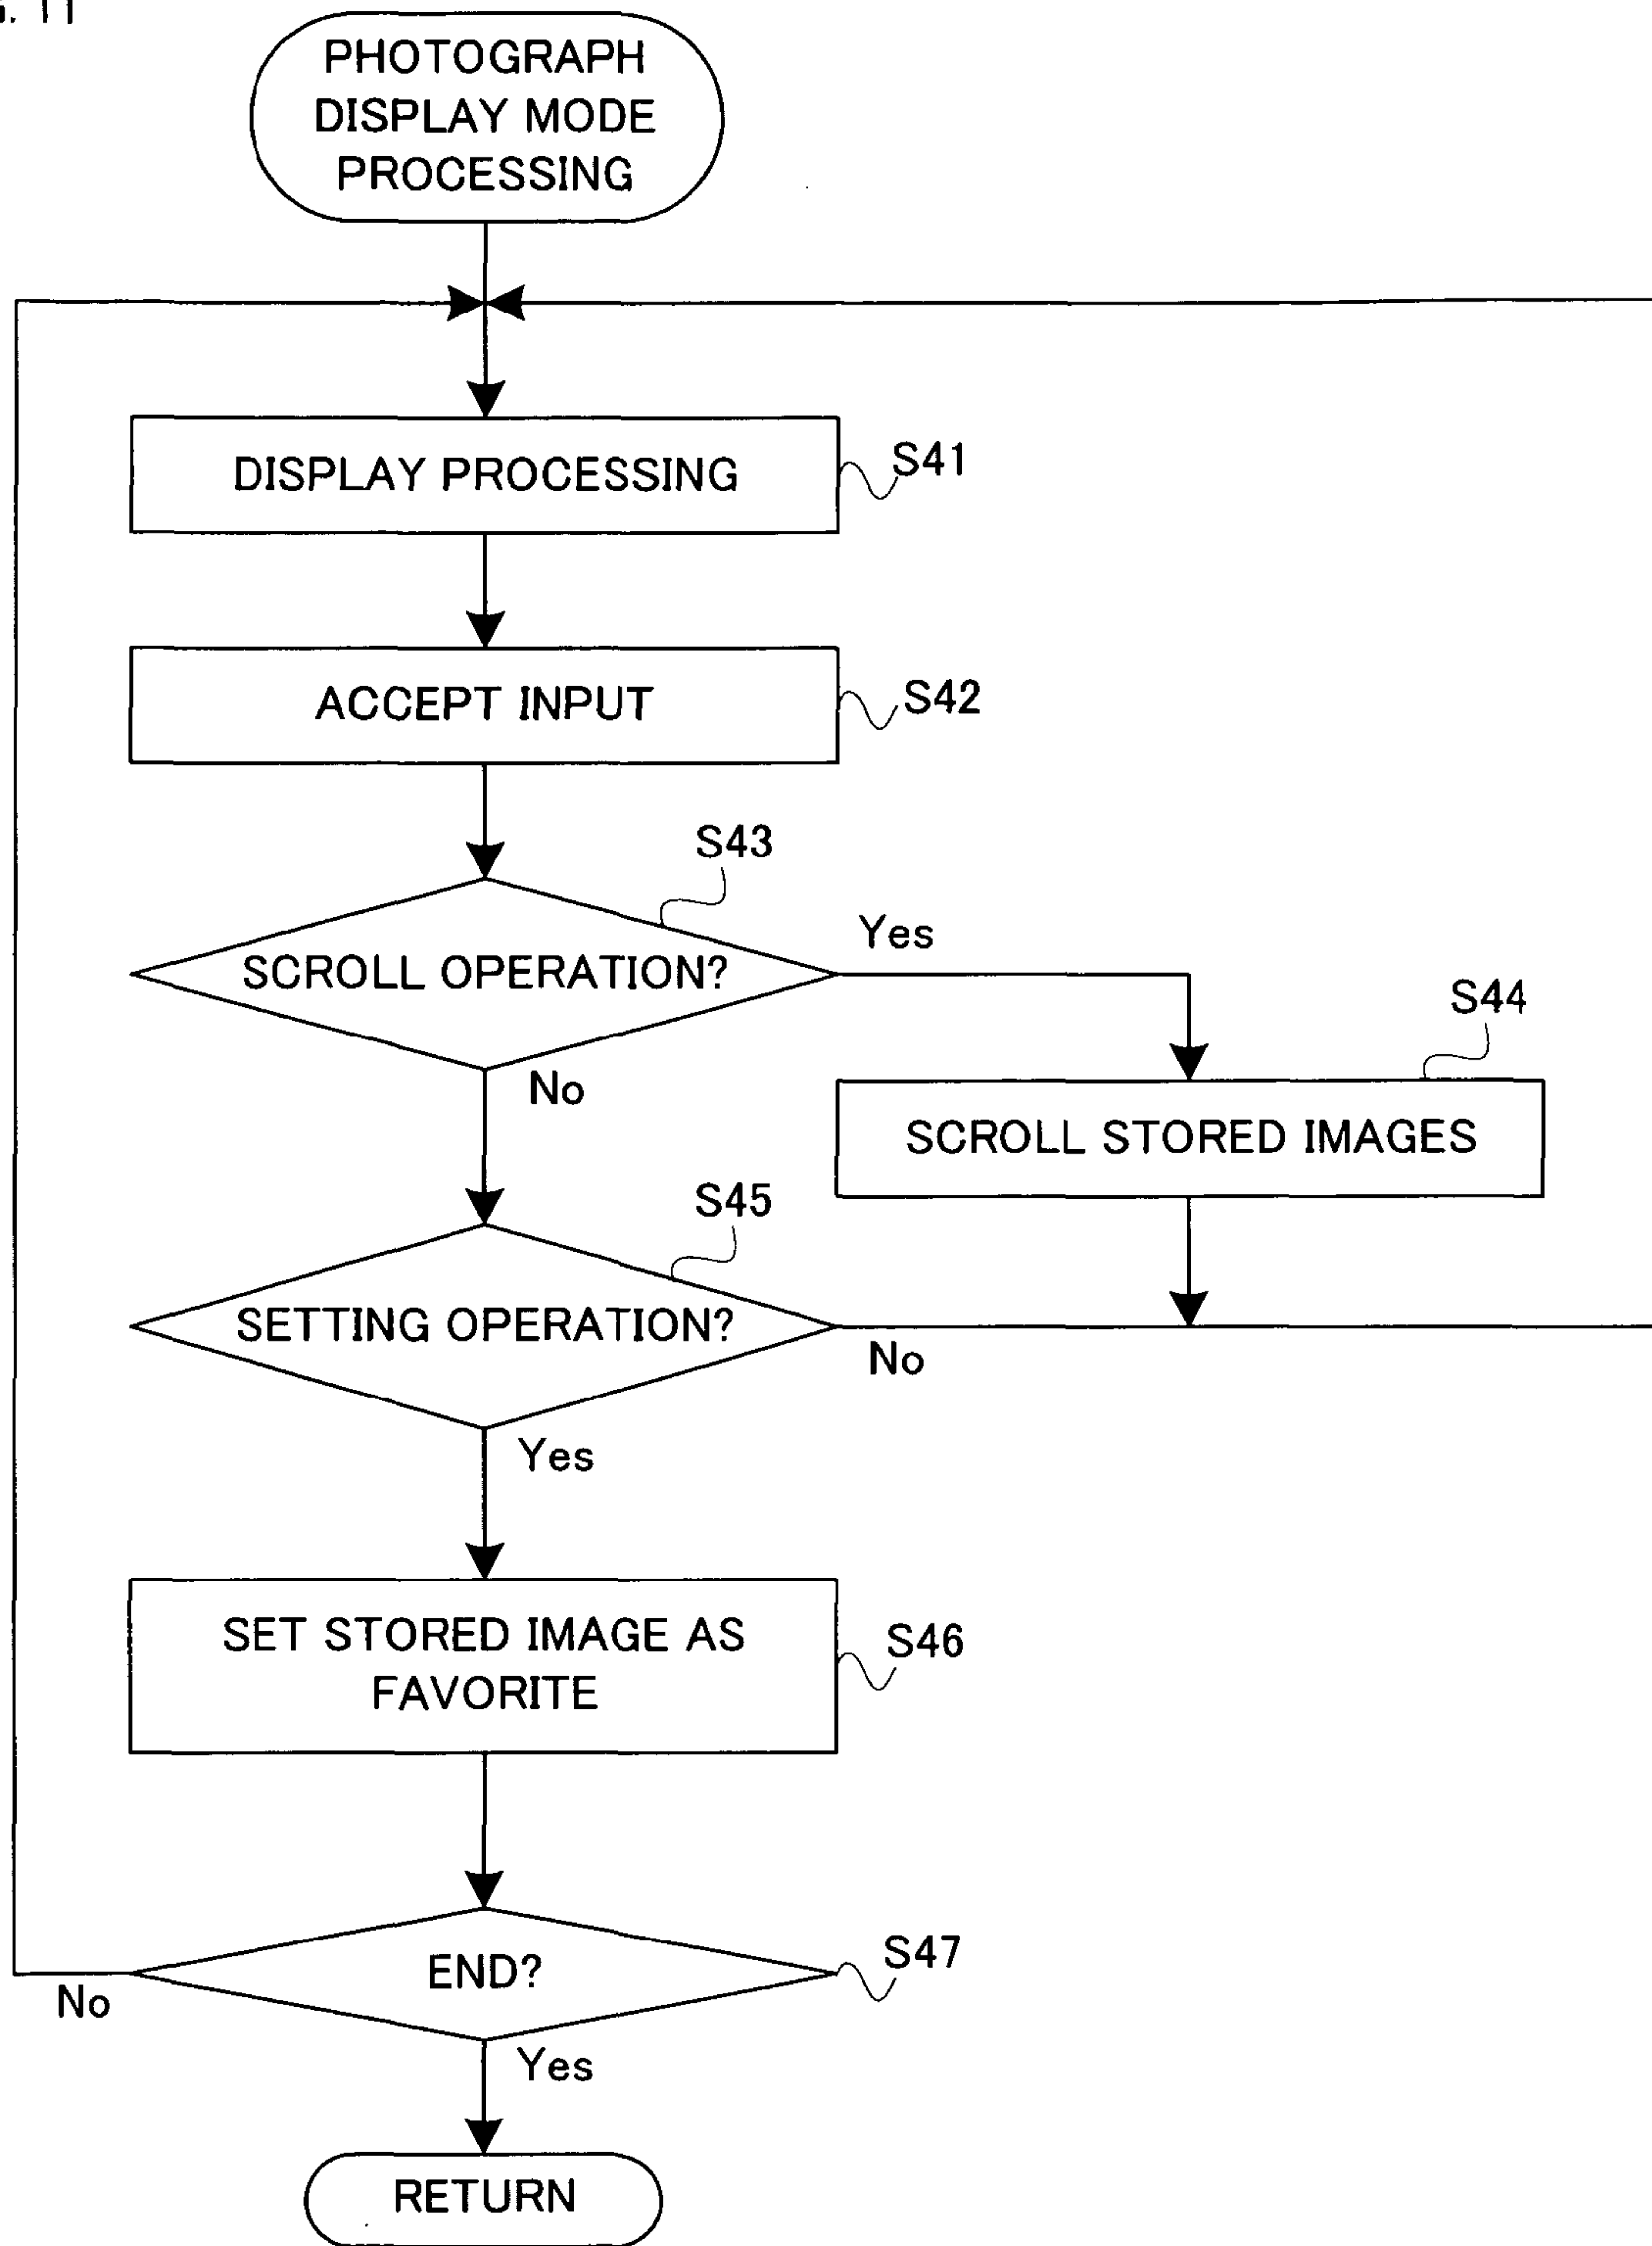 11
PHOTOGRAPH
DISPLAY MODE
PROCESSING
DISPLAY PROCESSING
S41
ACCEPT INPUT
S42
S43
SCROLL OPERATION?
Yes
No
S44
SCROLL STORED IMAGES
S45
SETTING OPERATION?
No
Yes
SET STORED IMAGE AS
FAVORITE
S46
END?
S47
No
Yes
RETURN